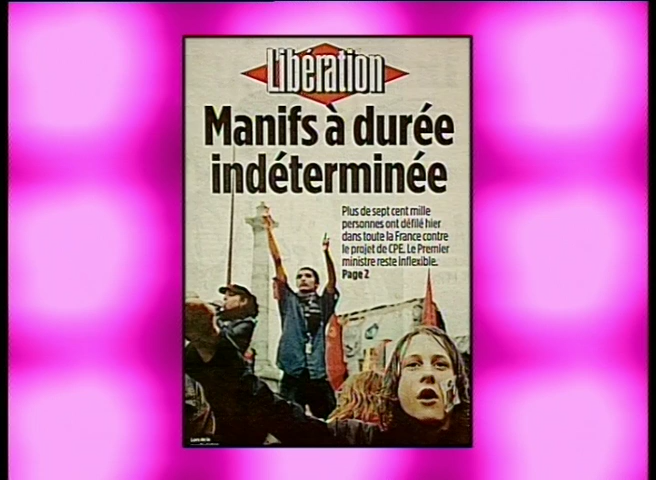 Libération
Manifs à durée
indéterminée
Plus de sept cent mille
personnes ont défilé hier
dans toute la France contre
le projet de CPE. Le Premier
ministre reste inflexible.
Page 2